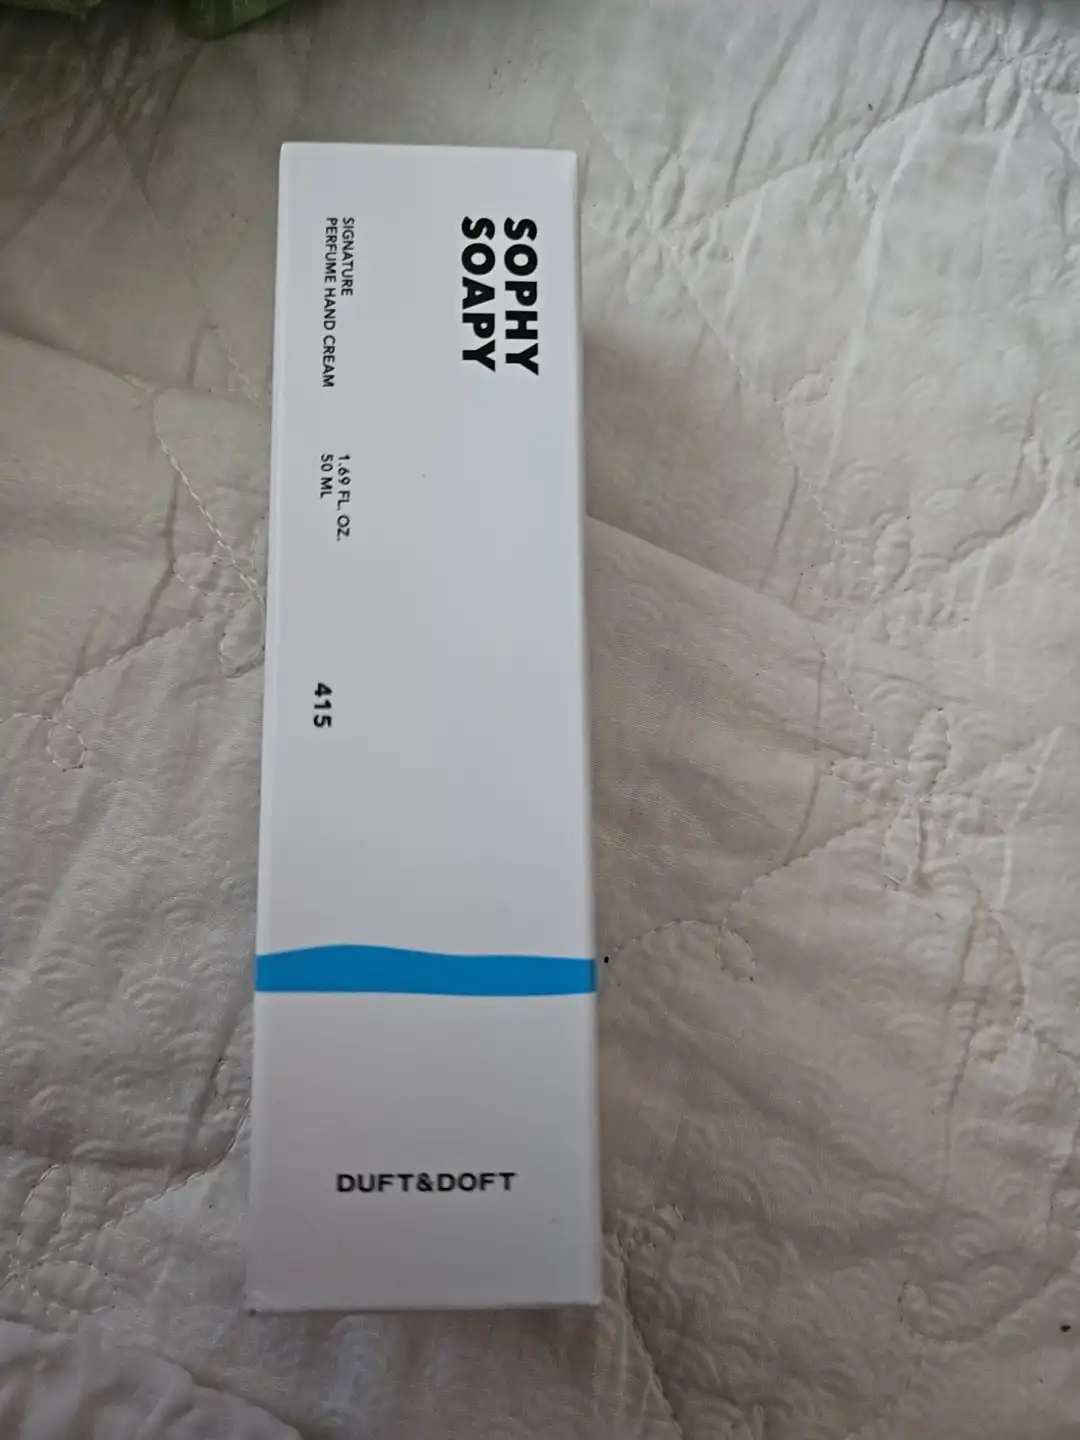 SOPHY
SOAPY
SIGNATURE
PERFUME HAND CREAM
1.69 FL. OZ.
50 ML
415
DUFT&DOFT